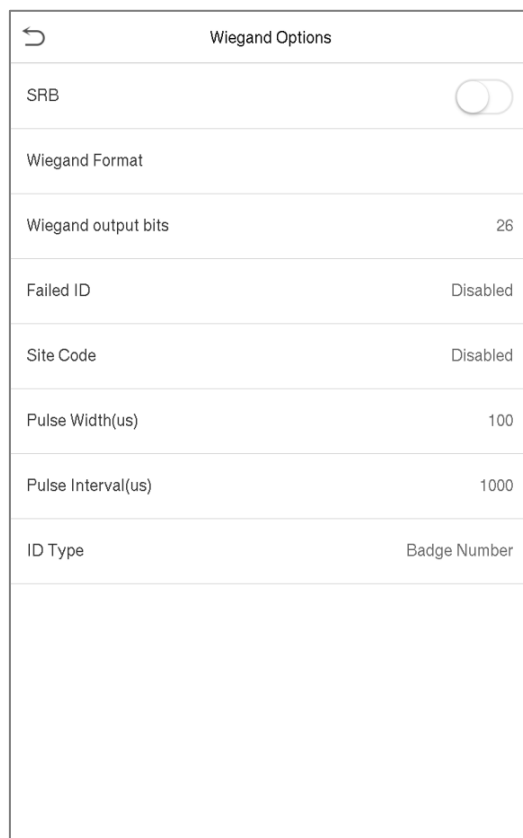 Wiegand Options
SRB
Wiegand Format
Wiegand output bits 26
Failed ID Disabled
Site Code Disabled
Pulse Width(us) 100
Pulse Interval(us) 1000
ID Type Badge Number